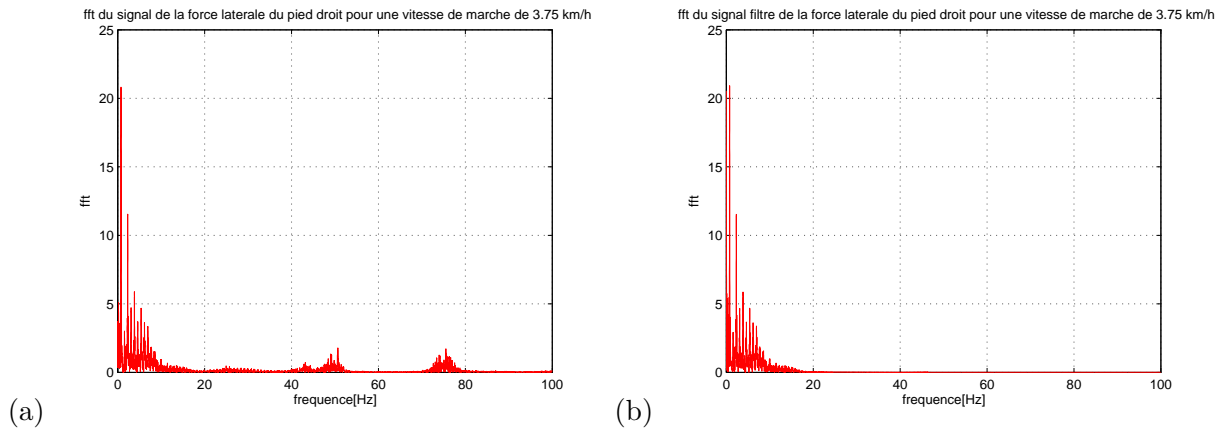 fft du signal de la force laterale du pied droit pour une vitesse de marche de 3.75 km/h
25
20
15
10
5
0
fft
0 20 40 60 80 100
frequence[Hz]
(a)
fft du signal filtre de la force laterale du pied droit pour une vitesse de marche de 3.75 km/h
25
20
15
10
5
0
fft
0 20 40 60 80 100
frequence[Hz]
(b)